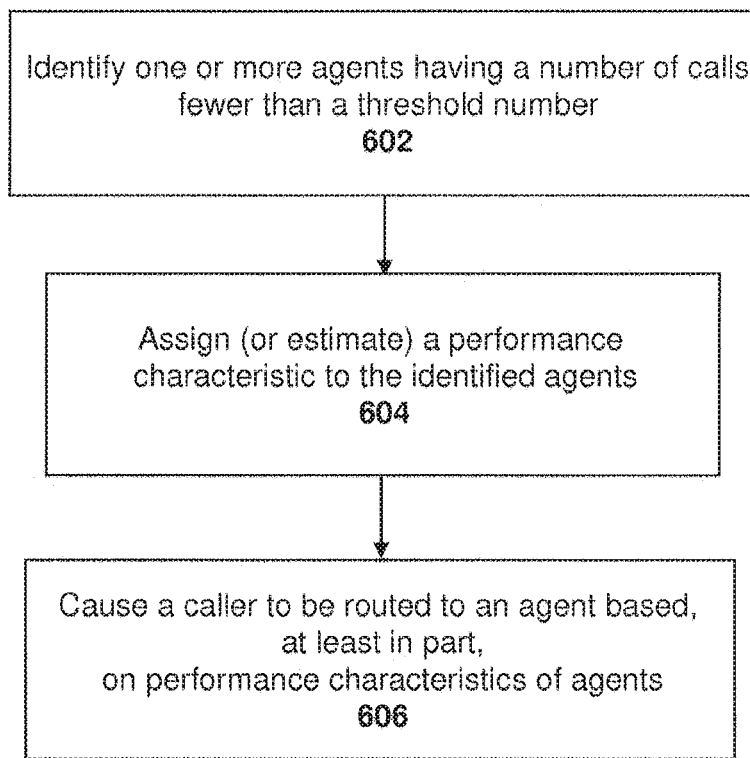 Identify one or more agents having a number of calls
fewer than a threshold number
602
Assign (or estimate) a performance
characteristic to the identified agents
604
Cause a caller to be routed to an agent based,
at least in part,
on performance characteristics of agents
606